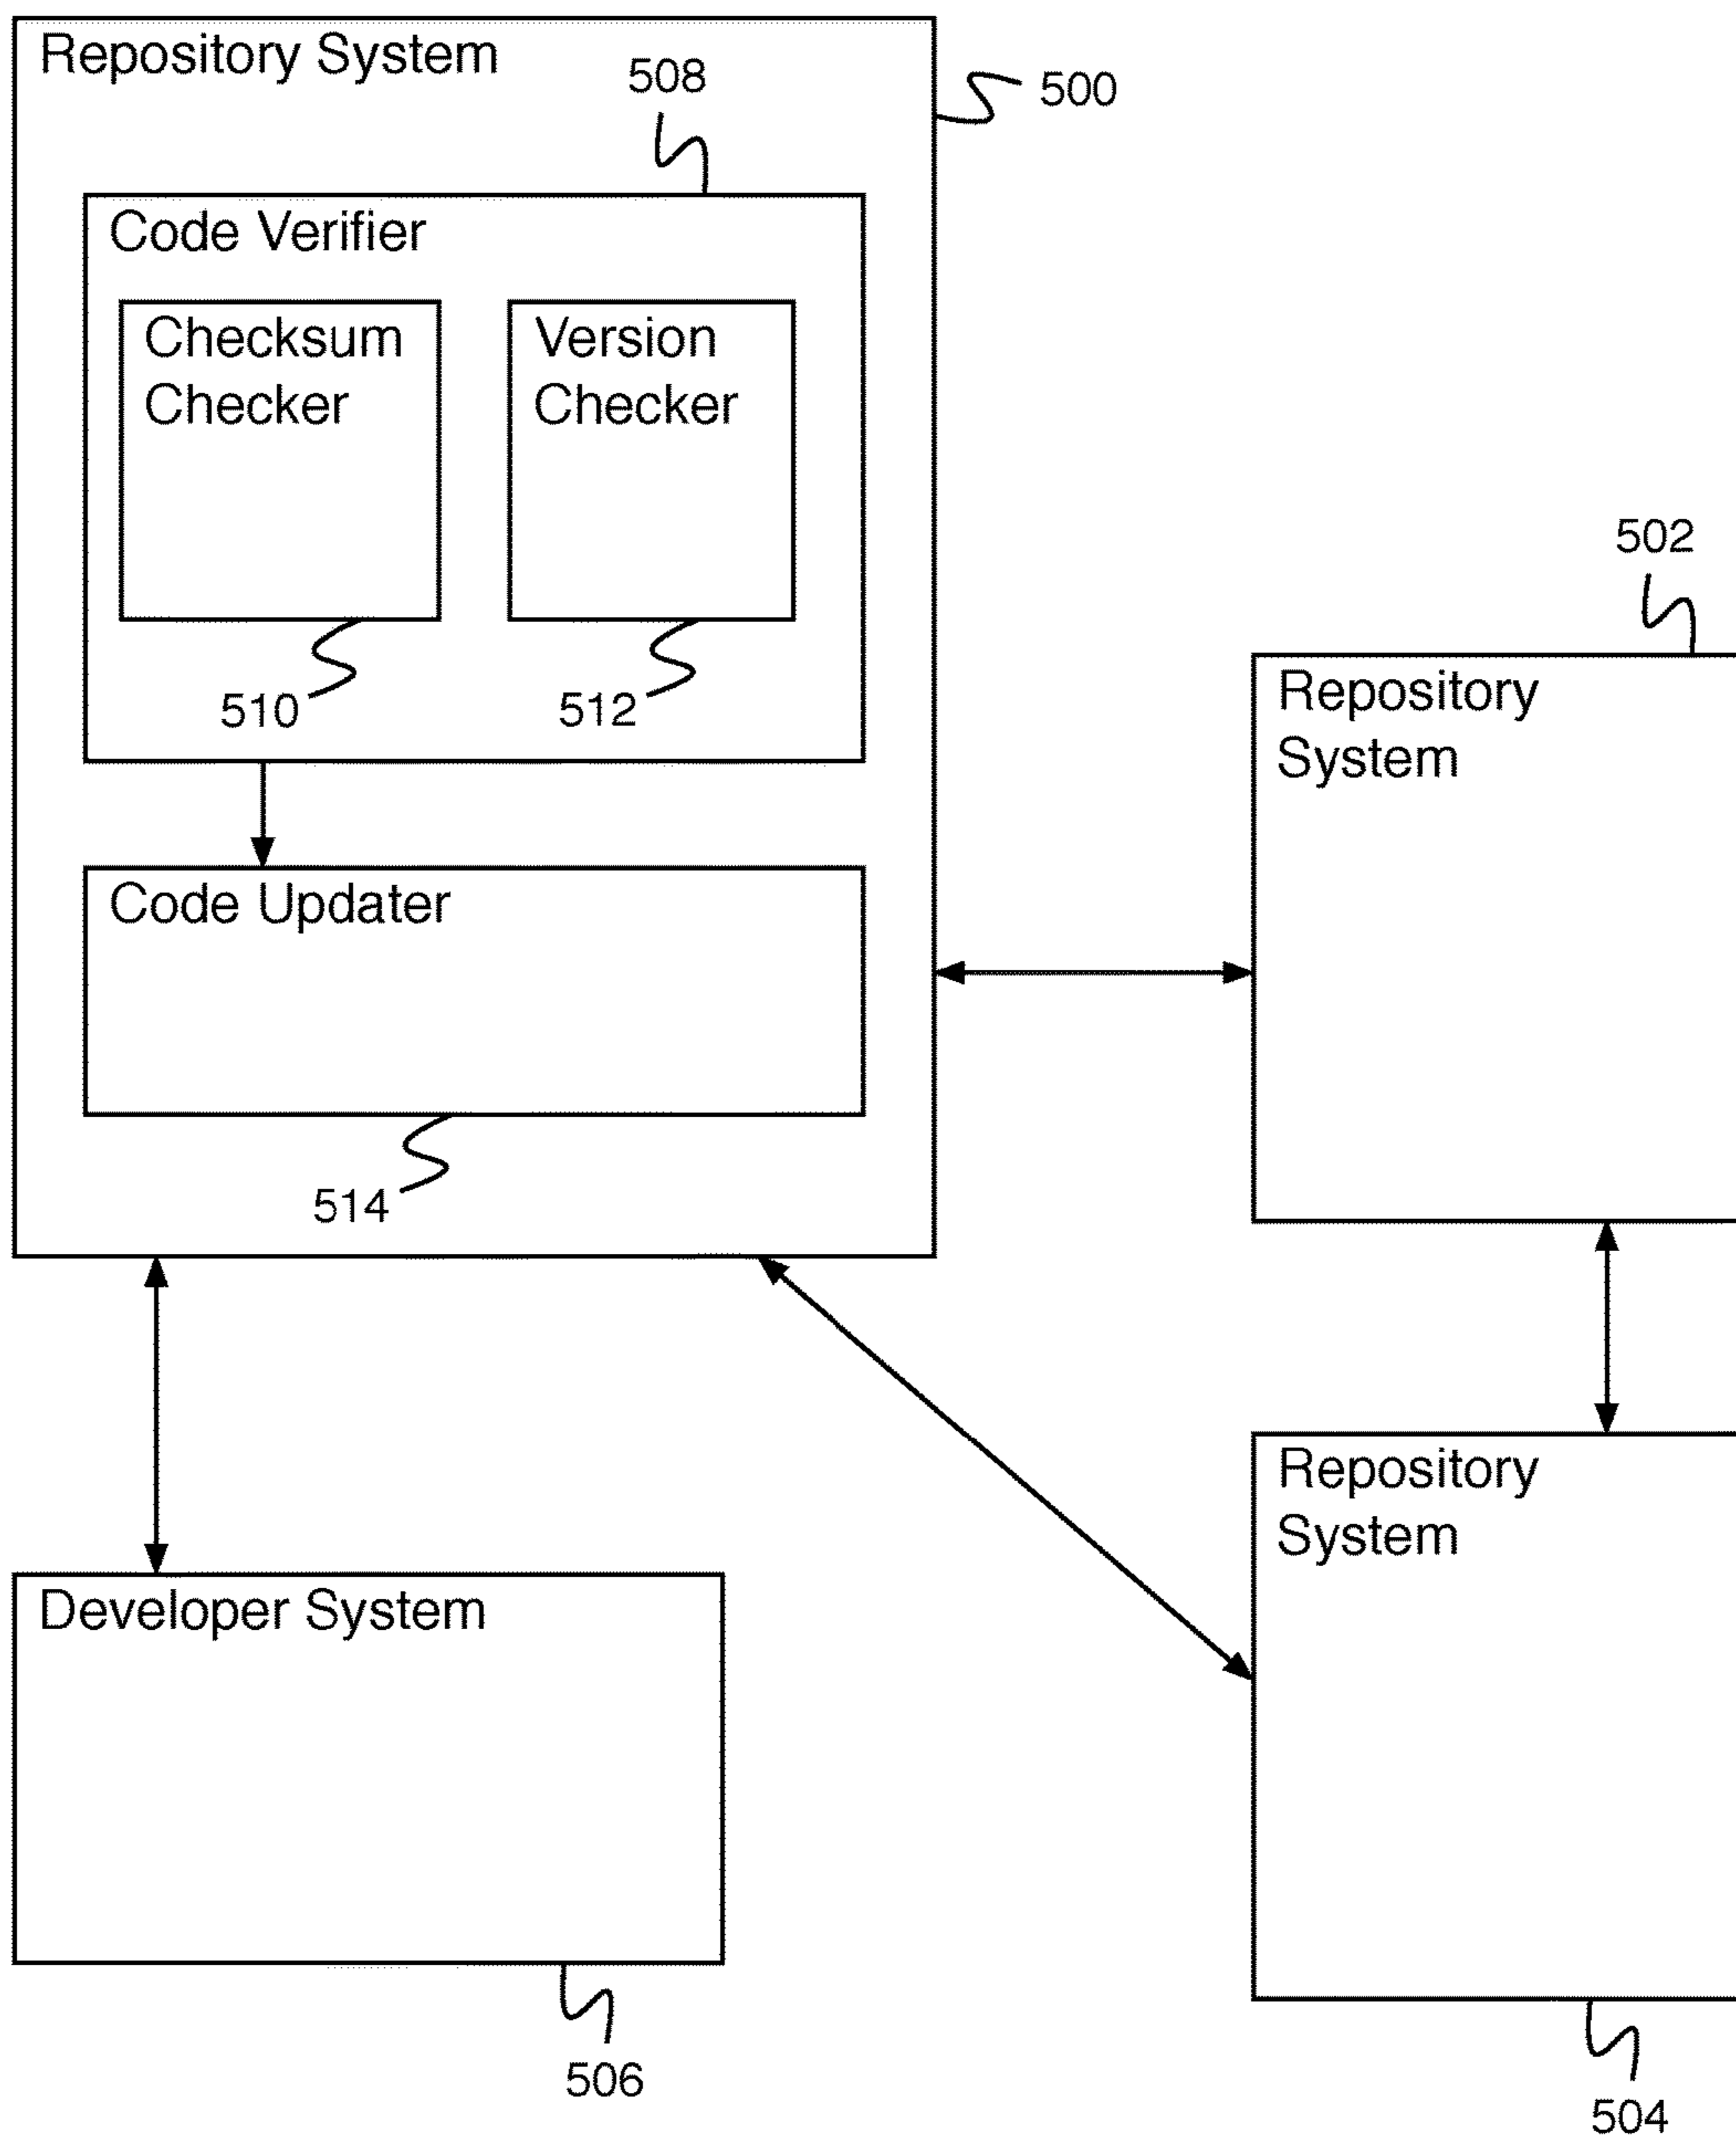 Repository System
508
500
Code Verifier
Checksum
Checker
Version
Checker
510
512
502
Repository
System
Code Updater
514
Repository
System
Developer System
506
504